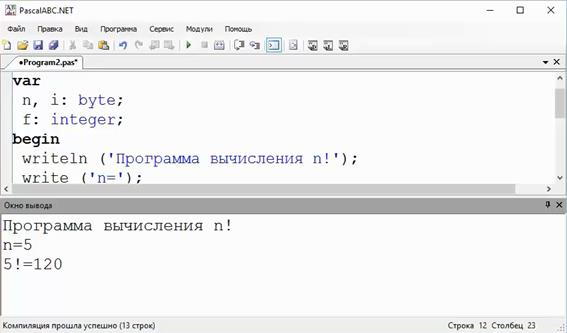 PascalABC.NET
Файл Правка Вид Программа Сервис Модули Помощь
•Program2.pas*
var
n, i: byte;
f: integer;
begin
writeln ('Программа вычисления n!');
write ('n=');
Окно вывода
Программа вычисления n!
n=5
5!=120
Компиляция прошла успешно (13 строк) Строка 12 Столбец 23